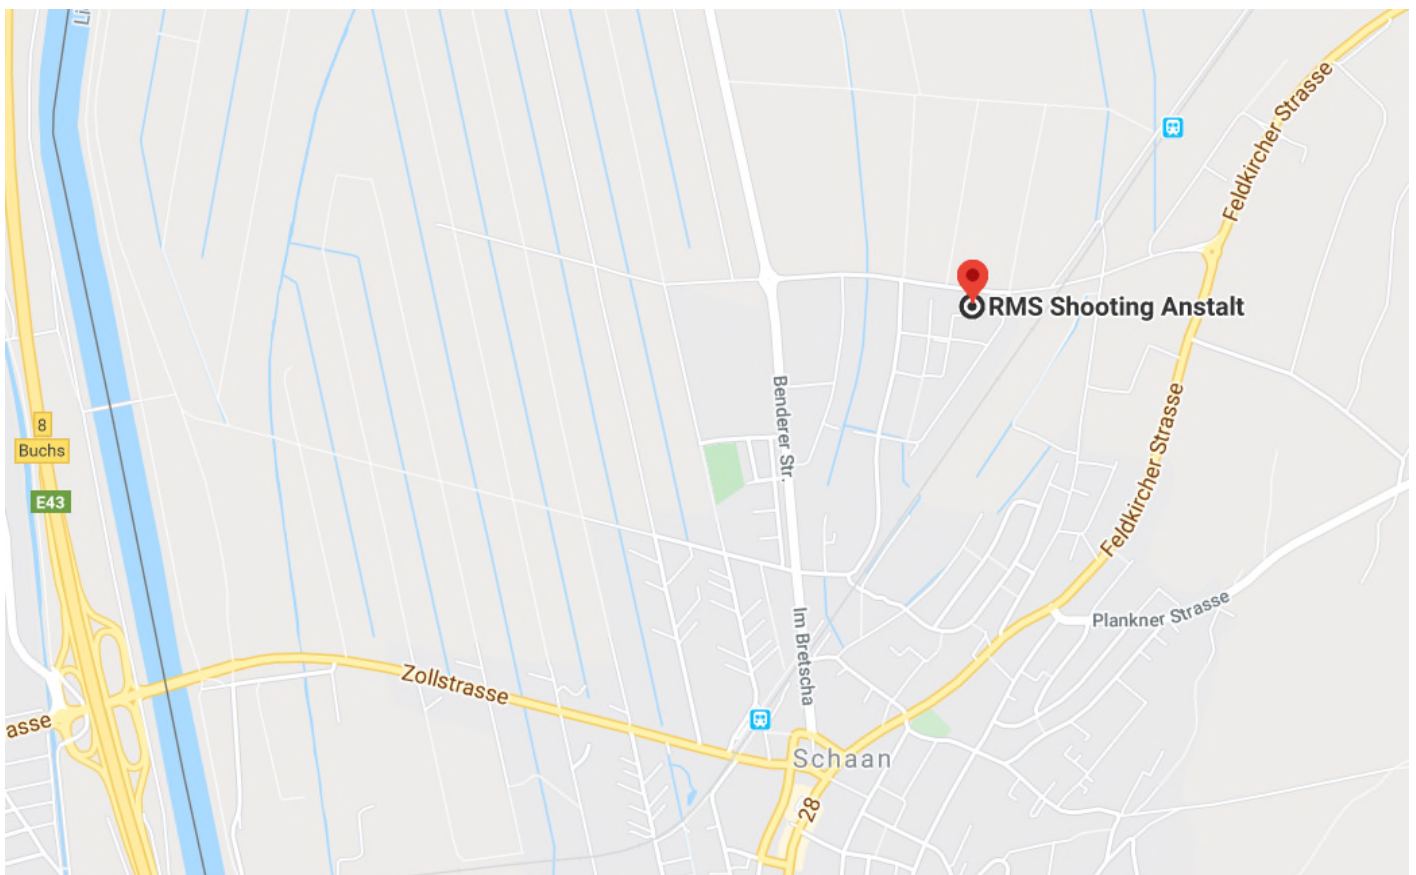 Feldkircher Strasse
RMS Shooting Anstalt
Benderer Str.
8
Buchs
E43
Feldkircher Strasse
Plankner Strasse
Im Bretscha
Zollstrasse
asse
Schaan
28